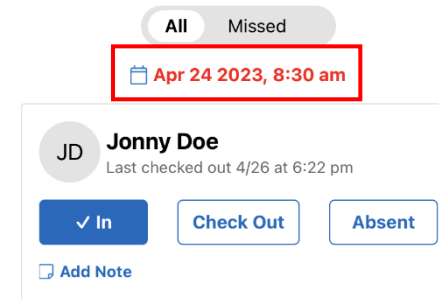 All Missed
Apr 24 2023, 8:30 am
JD
Jonny Doe
Last checked out 4/26 at 6:22 pm
✓ In Check Out Absent
Add Note